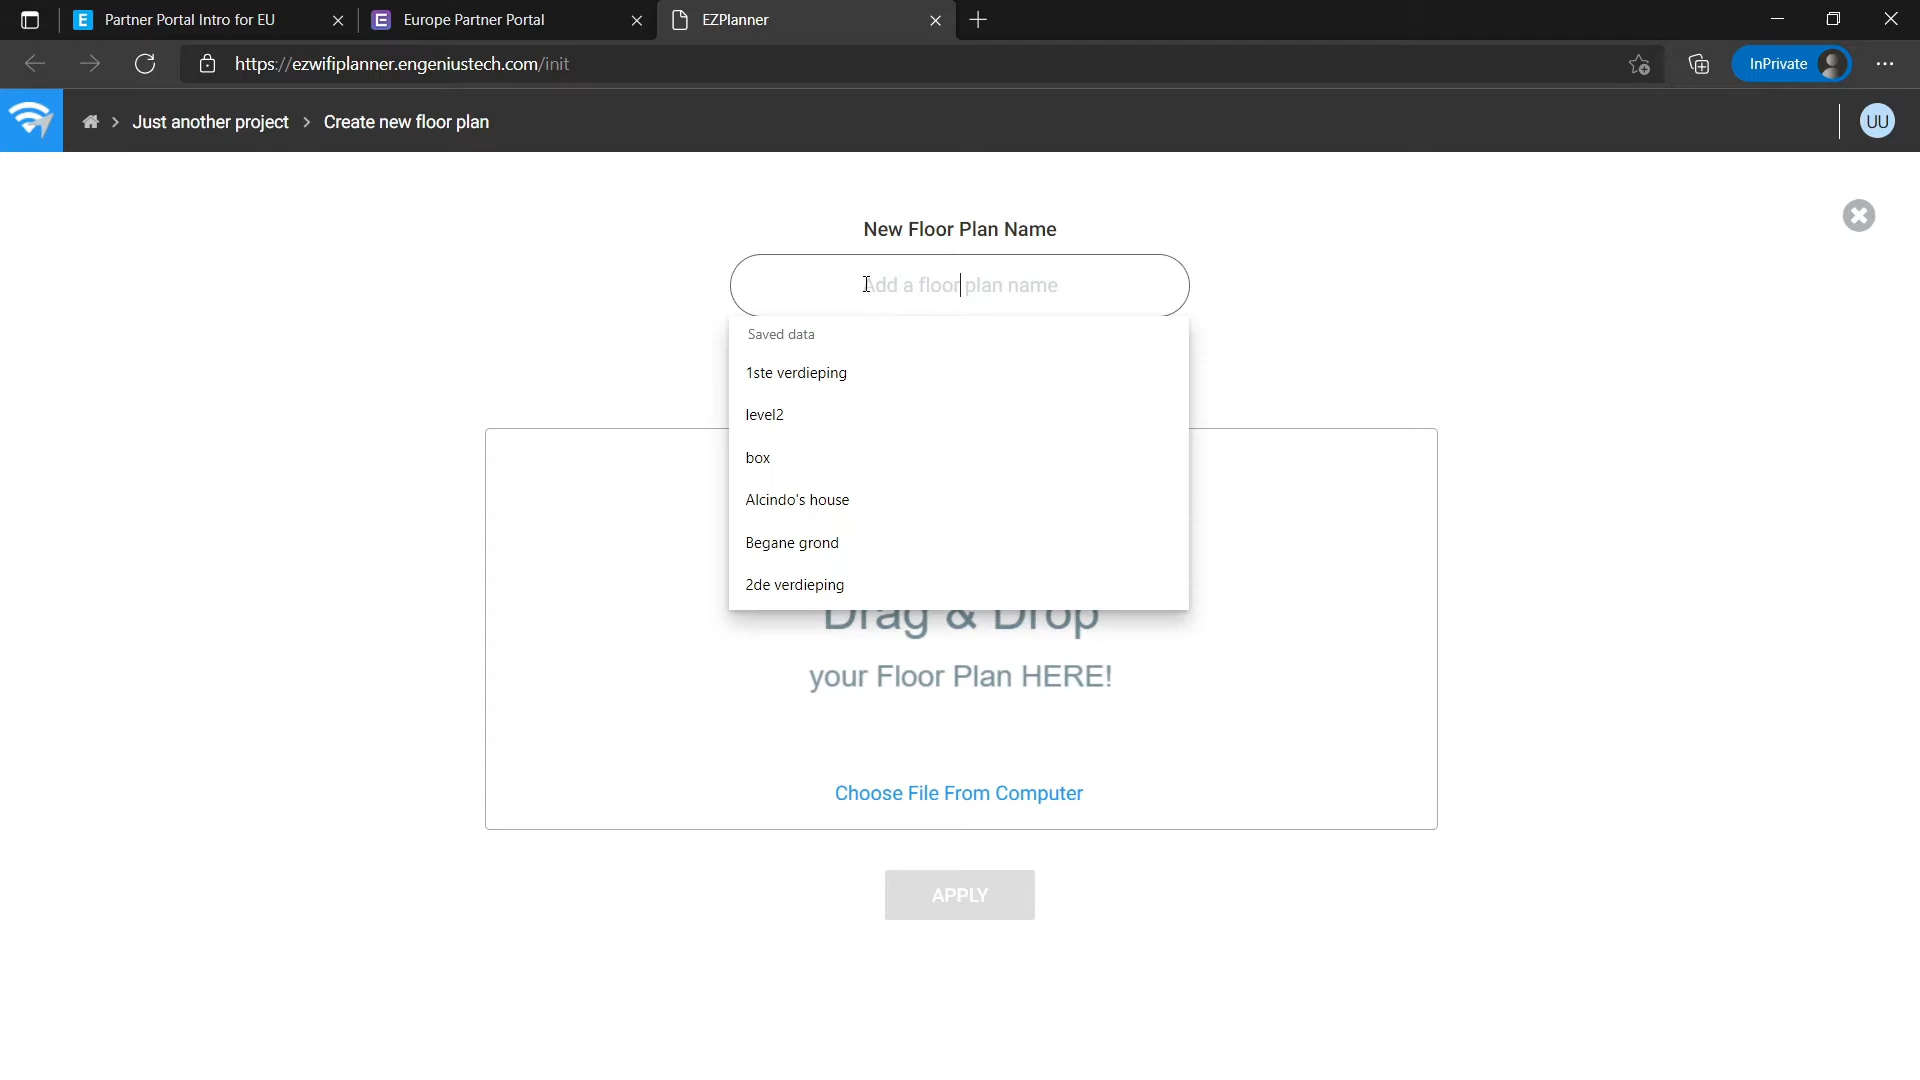 Partner Portal Intro for EU
Europe Partner Portal
EZPlanner
https://ezwifiplanner.engeniustech.com/init
InPrivate
Just another project > Create new floor plan
UU
New Floor Plan Name
Add a floor plan name
Saved data
1ste verdieping
level2
box
Alcindo's house
Begane grond
2de verdieping
Drag & Drop
your Floor Plan HERE!
Choose File From Computer
APPLY